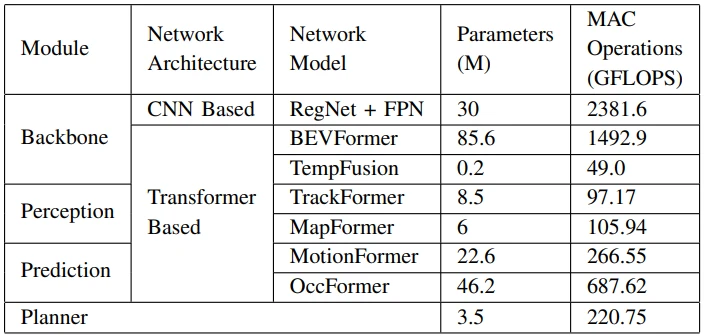 Module Network Architecture Network Model Parameters (M) MAC Operations (GFLOPS)
Backbone CNN Based RegNet + FPN 30 2381.6
Transformer Based BEVFormer 85.6 1492.9
TempFusion 0.2 49.0
Perception TrackFormer 8.5 97.17
MapFormer 6 105.94
Prediction MotionFormer 22.6 266.55
OccFormer 46.2 687.62
Planner 3.5 220.75